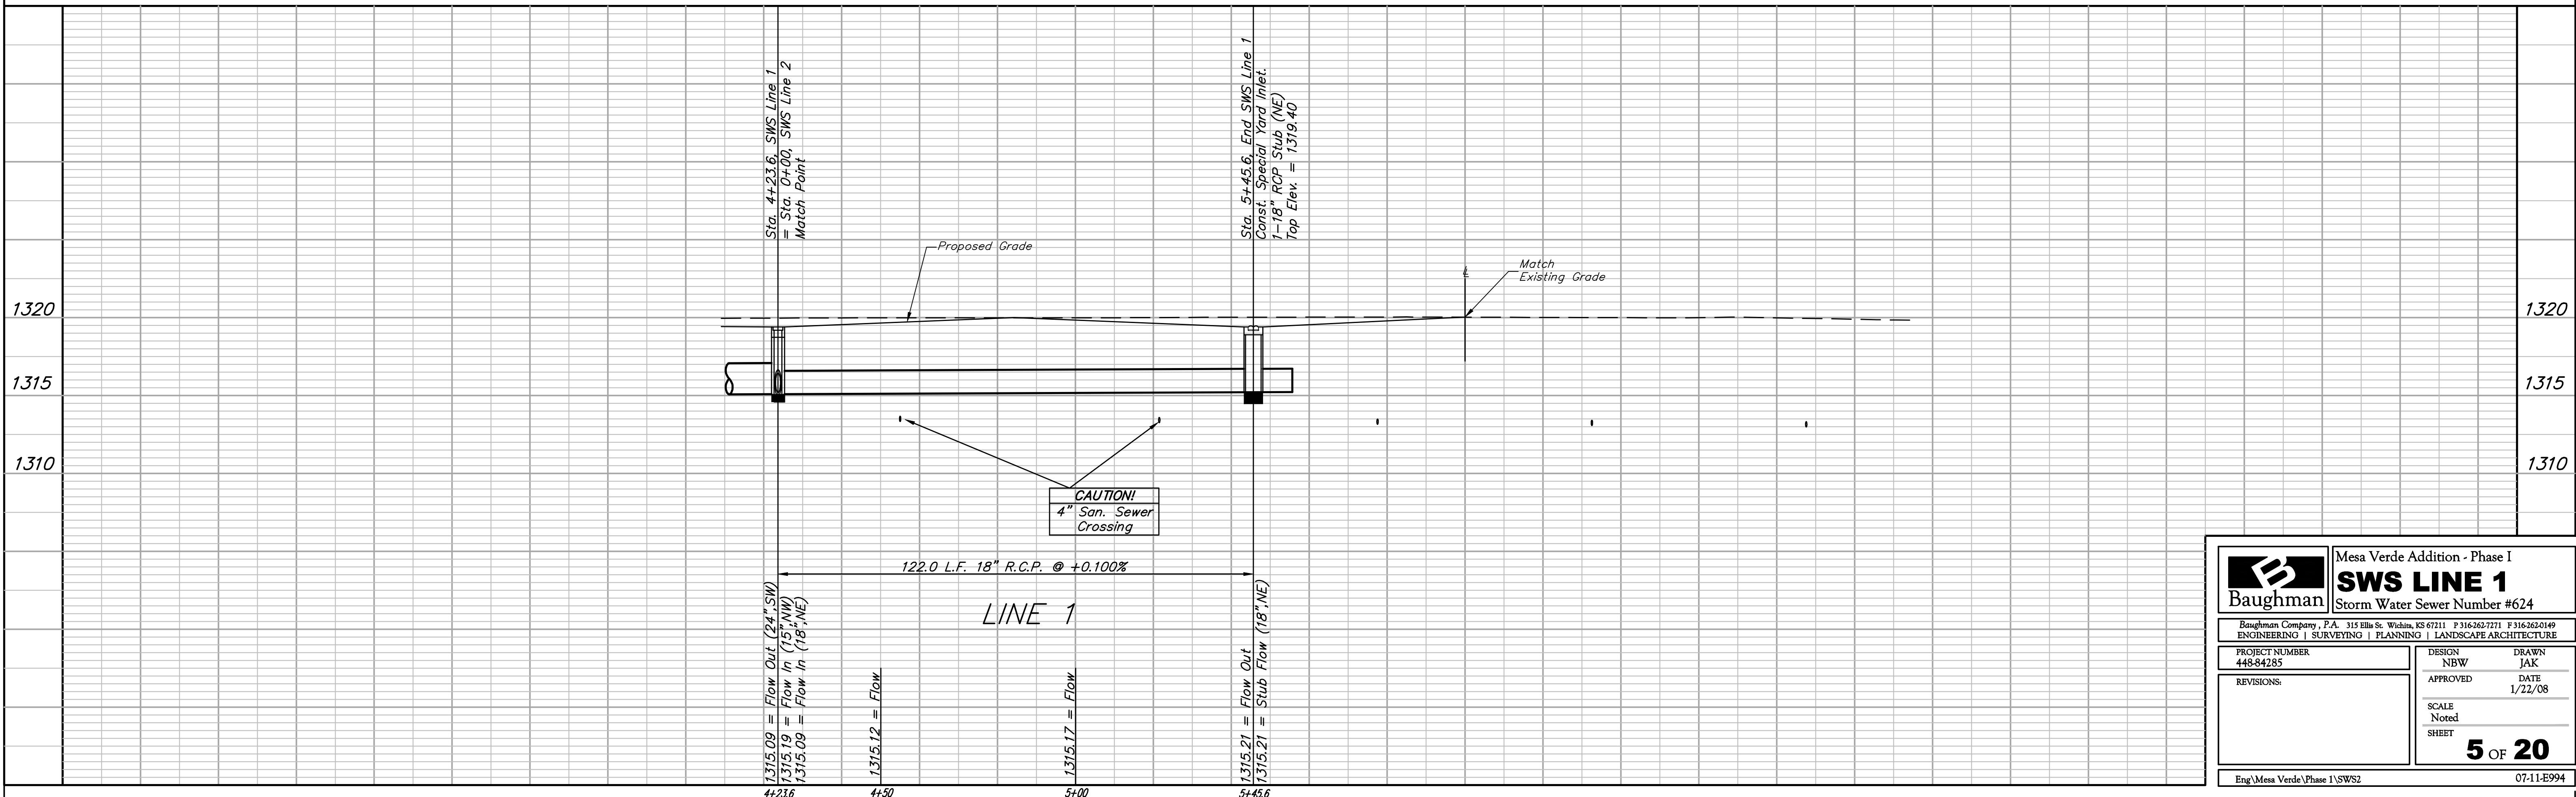 Sta. 4+23.6, SWS Line 1
= Sta. 0+00, SWS Line 2
Match Point
Sta. 5+45.6, End SWS Line 1
Const. Special Yard Inlet.
1-18" RCP Stub (NE)
Top Elev. = 1319.40
Proposed Grade
Match
Existing Grade
1320
1320
1315
1315
1310
1310
CAUTION!
4" San. Sewer
Crossing
122.0 L.F. 18" R.C.P. @ +0.100%
LINE 1
1315.09 = Flow Out (24",SW)
1315.19 = Flow In (15",NW)
1315.09 = Flow In (18",NE)
1315.12 = Flow
1315.17 = Flow
1315.21 = Flow Out
1315.21 = Stub Flow (18",NE)
4+23.6
4+50
5+00
5+45.6
B
Baughman
Mesa Verde Addition - Phase I
SWS LINE 1
Storm Water Sewer Number #624
Baughman Company, P.A. 315 Ellis St. Wichita, KS 67211 P 316-262-7271 F 316-262-0149
ENGINEERING | SURVEYING | PLANNING | LANDSCAPE ARCHITECTURE
PROJECT NUMBER
448-84285
REVISIONS:
DESIGN
NBW
DRAWN
JAK
APPROVED
DATE
1/22/08
SCALE
Noted
SHEET
5 OF 20
Eng\Mesa Verde\Phase 1\SWS2
07-11-E994